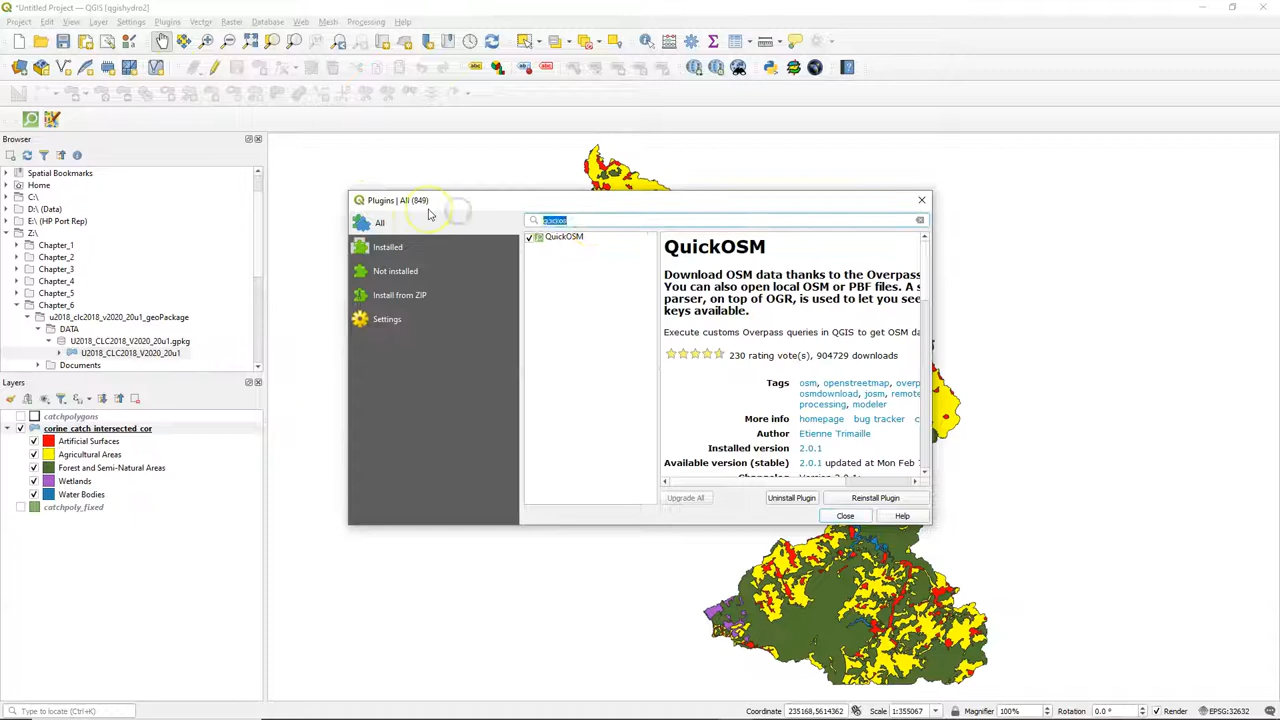 *Untitled Project — QGIS [qgishydro2]
Project Edit View Layer Settings Plugins Vector Raster Database Web Mesh Processing Help
Browser
Spatial Bookmarks
Home
C:\
D:\ (Data)
E:\ (HP Port Rep)
Z:\
Chapter_1
Chapter_2
Chapter_3
Chapter_4
Chapter_5
Chapter_6
u2018_clc2018_v2020_20u1_geoPackage
DATA
U2018_CLC2018_V2020_20u1.gpkg
U2018_CLC2018_V2020_20u1
Documents
Layers
catchpolygons
corine_catch_intersected_cor
Artificial Surfaces
Agricultural Areas
Forest and Semi-Natural Areas
Wetlands
Water Bodies
catchpoly_fixed
Plugins | All (849)
All
Installed
Not installed
Install from ZIP
Settings
QuickOSM
QuickOSM
Download OSM data thanks to the Overpass
You can also open local OSM or PBF files. A s
parser, on top of OGR, is used to let you see
keys available.
Execute customs Overpass queries in QGIS to get OSM da
230 rating vote(s), 904729 downloads
Tags osm, openstreetmap, overp
osmdownload, josm, remote
processing, modeler
More info homepage bug tracker c
Author Etienne Trimaille
Installed version 2.0.1
Available version (stable) 2.0.1 updated at Mon Feb 7
Upgrade All Uninstall Plugin Reinstall Plugin
Close Help
Type to locate (Ctrl+K) Coordinate 235168,5614362 Scale 1:355067 Magnifier 100% Rotation 0.0 ° Render EPSG:32632